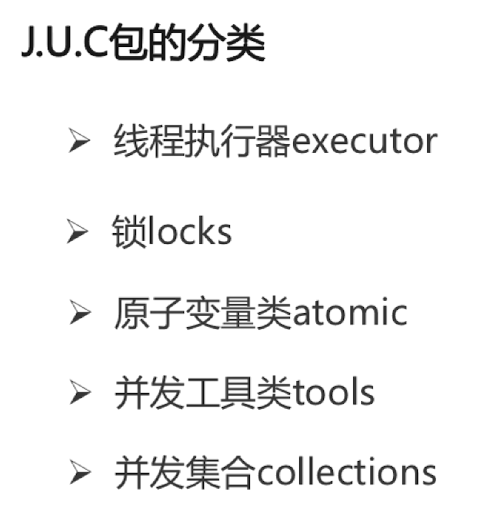 J.U.C包的分类
➢ 线程执行器executor
➢ 锁locks
➢ 原子变量类atomic
➢ 并发工具类tools
➢ 并发集合collections